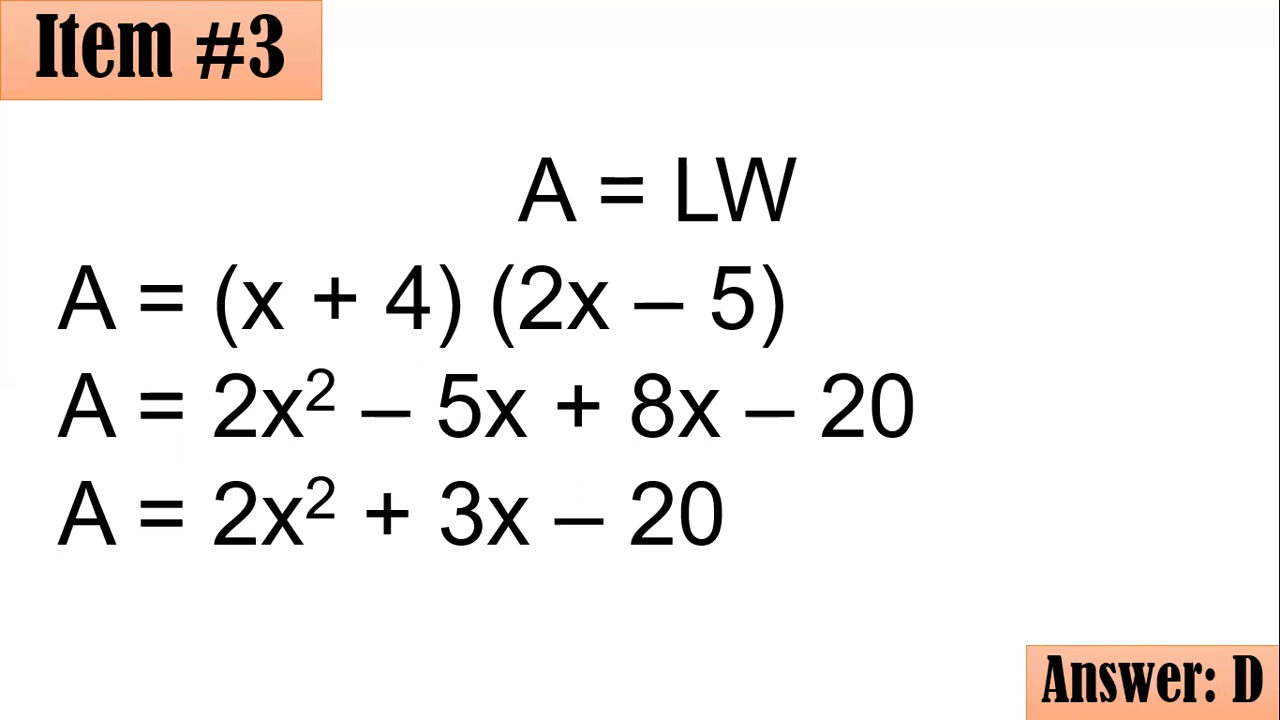 Item #3
A = LW
A = (x + 4) (2x – 5)
A = 2x² – 5x + 8x – 20
A = 2x² + 3x – 20
Answer: D